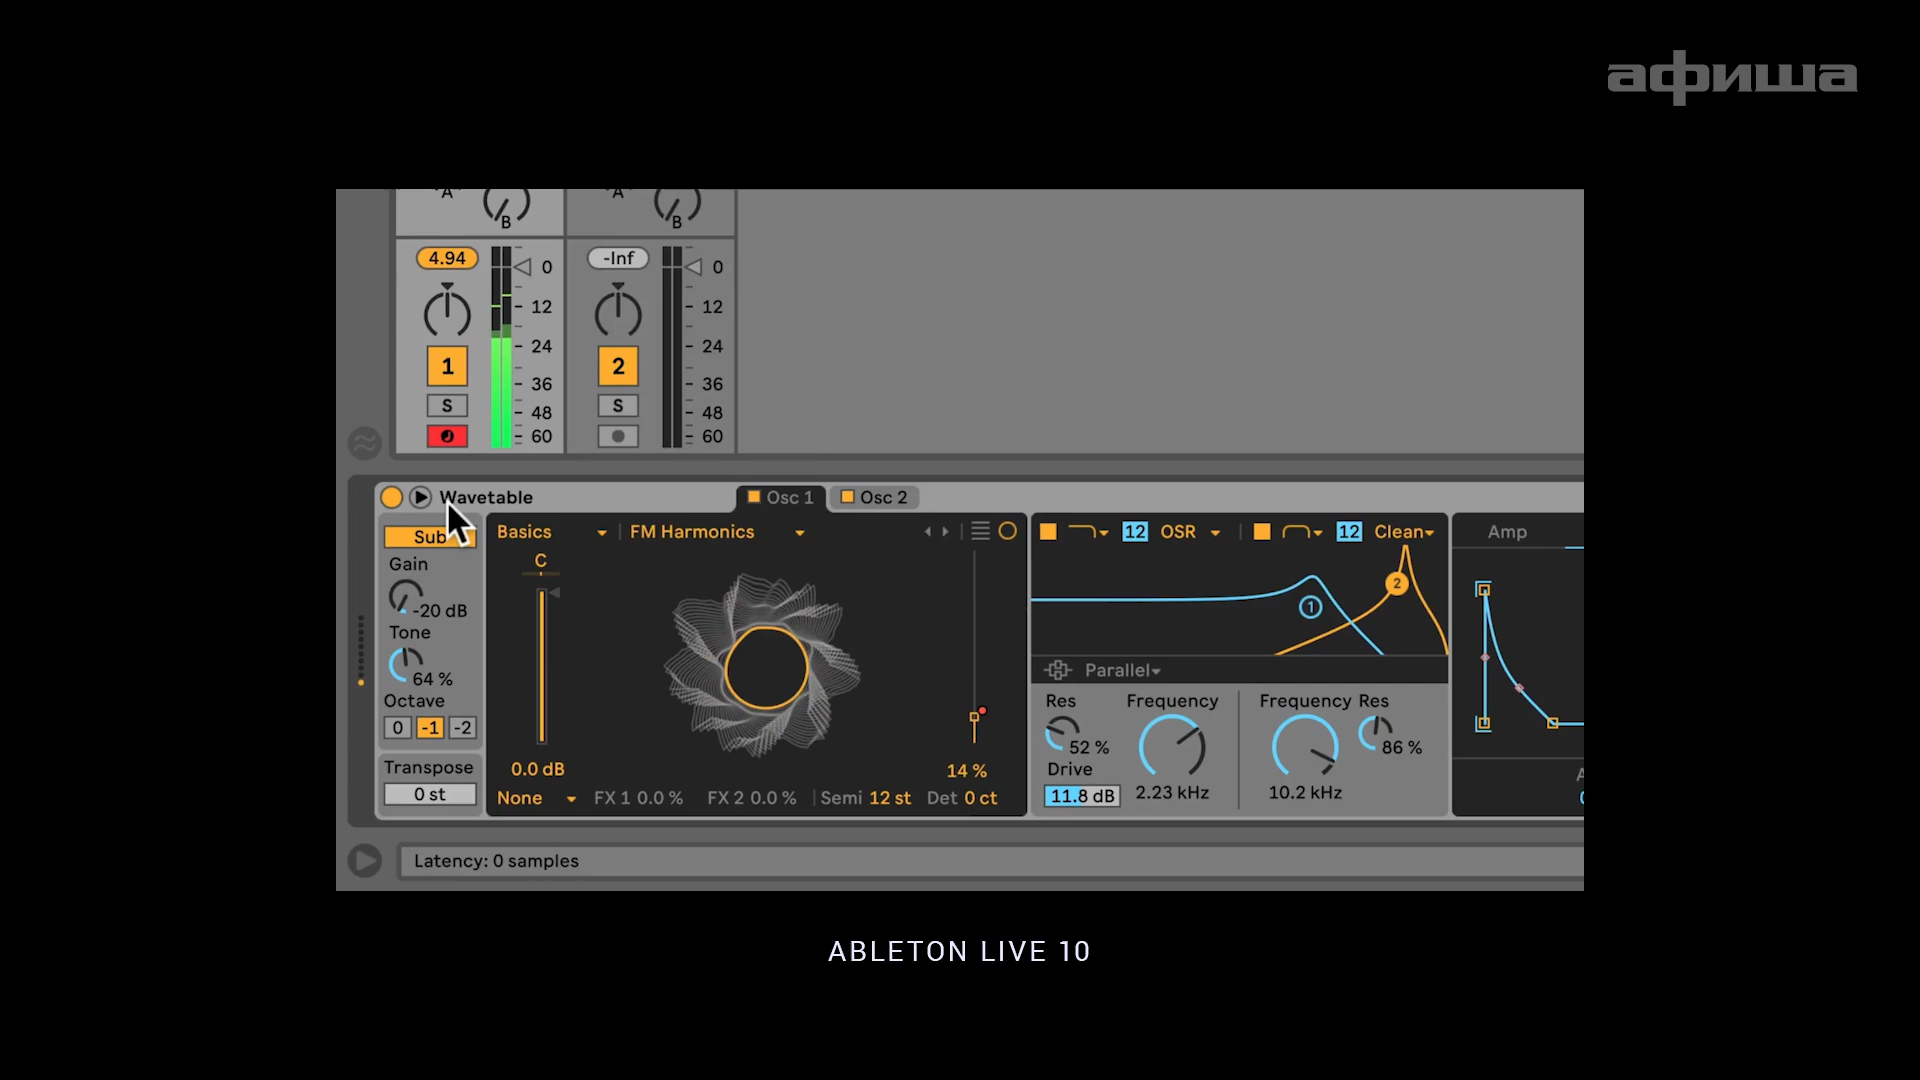 афиша
A A
B B
4.94 0 -Inf 0
12 12
24 24
1 2
36 36
S 48 S 48
60 60
Wavetable Osc 1 Osc 2
Sub Basics FM Harmonics 12 OSR 12 Clean Amp
Gain C
-20 dB
Tone
64 %
Octave
0 -1 -2
Transpose
0 st
0.0 dB 14 %
None FX 1 0.0 % FX 2 0.0 % Semi 12 st Det 0 ct
1 2
Parallel
Res Frequency Frequency Res
52 % 86 %
Drive
11.8 dB 2.23 kHz 10.2 kHz
Latency: 0 samples
ABLETON LIVE 10